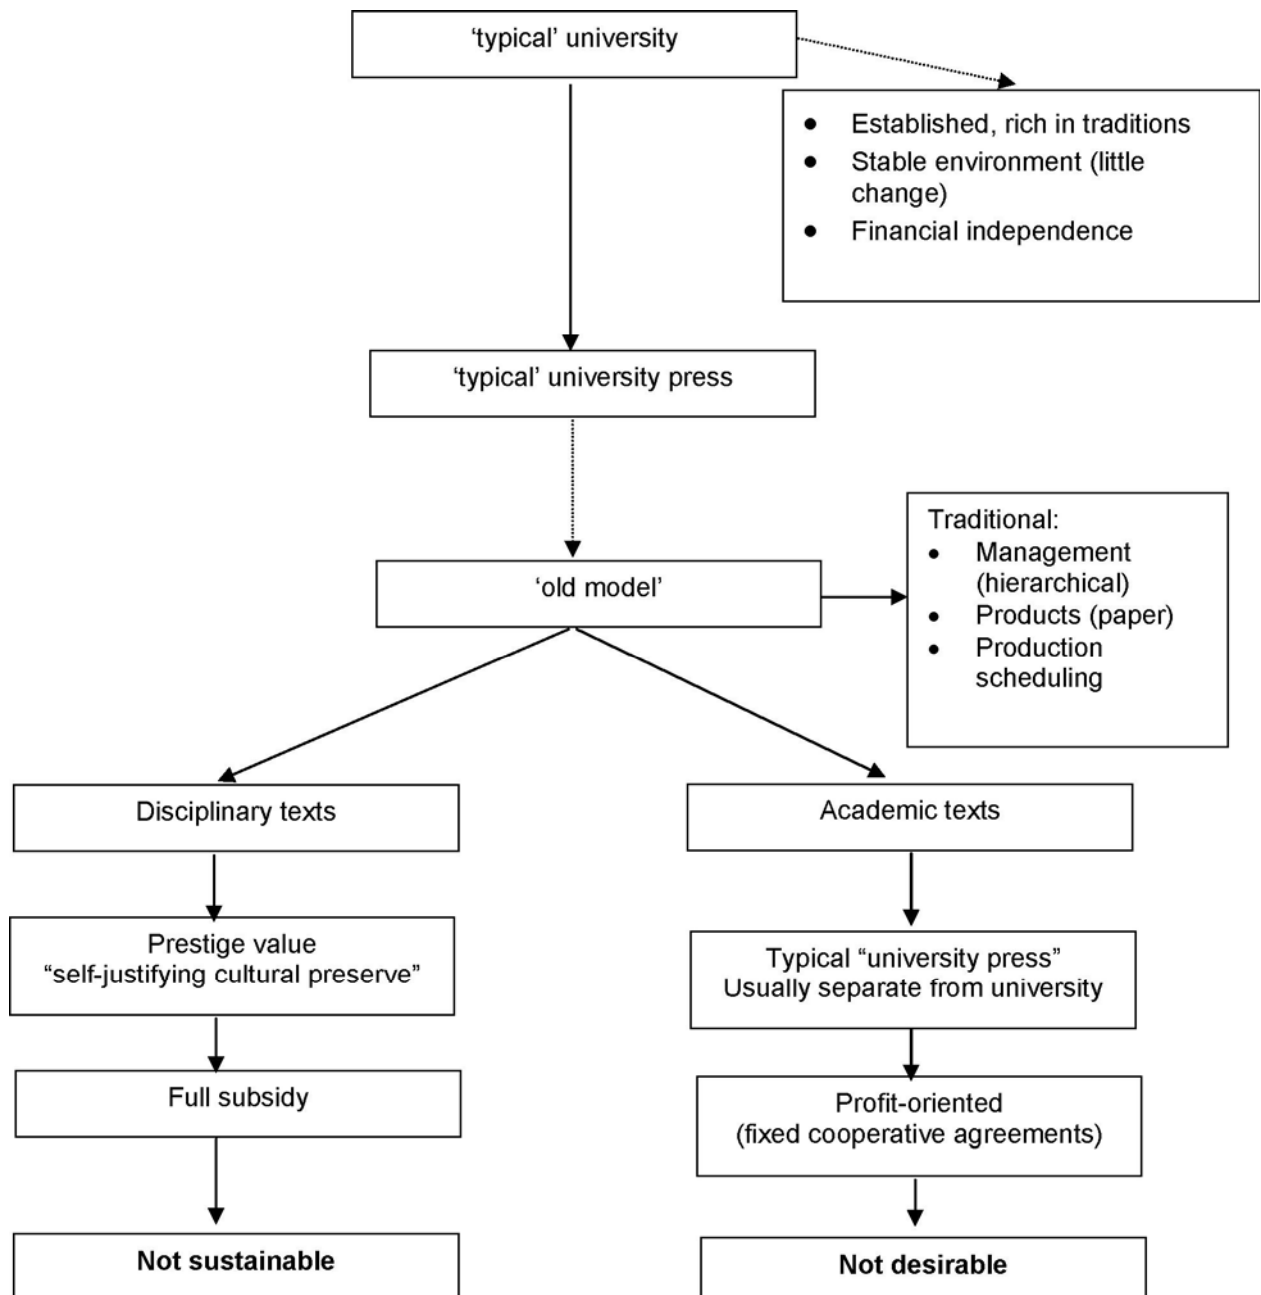 ‘typical’ university
● Established, rich in traditions
● Stable environment (little
change)
● Financial independence
‘typical’ university press
Traditional:
● Management
(hierarchical)
● Products (paper)
● Production
scheduling
‘old model’
Disciplinary texts
Academic texts
Prestige value
“self-justifying cultural preserve”
Typical “university press”
Usually separate from university
Full subsidy
Profit-oriented
(fixed cooperative agreements)
Not sustainable
Not desirable